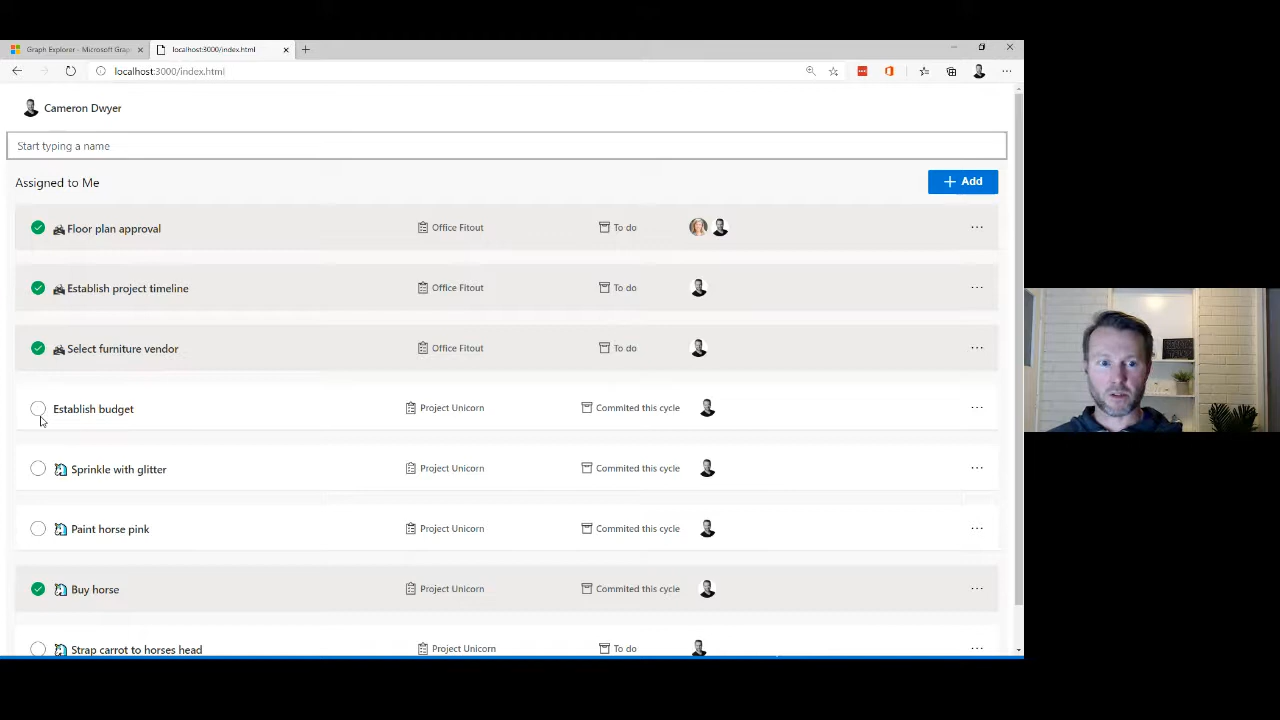 Graph Explorer - Microsoft Grap
localhost:3000/index.html
localhost:3000/index.html
Cameron Dwyer
Start typing a name
Assigned to Me
Add
Floor plan approval Office Fitout To do
Establish project timeline Office Fitout To do
Select furniture vendor Office Fitout To do
Establish budget Project Unicorn Commited this cycle
Sprinkle with glitter Project Unicorn Commited this cycle
Paint horse pink Project Unicorn Commited this cycle
Buy horse Project Unicorn Commited this cycle
Strap carrot to horses head Project Unicorn To do